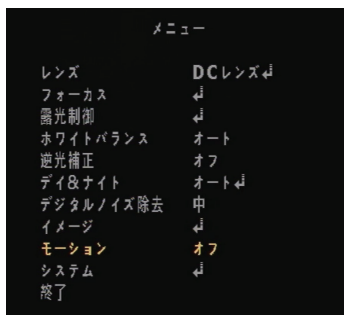 メニュー
レンズ DCレンズ↲
フォーカス ↲
露光制御 ↲
ホワイトバランス オート
逆光補正 オフ
デイ&ナイト オート↲
デジタルノイズ除去 中
イメージ ↲
モーション オフ
システム ↲
終了